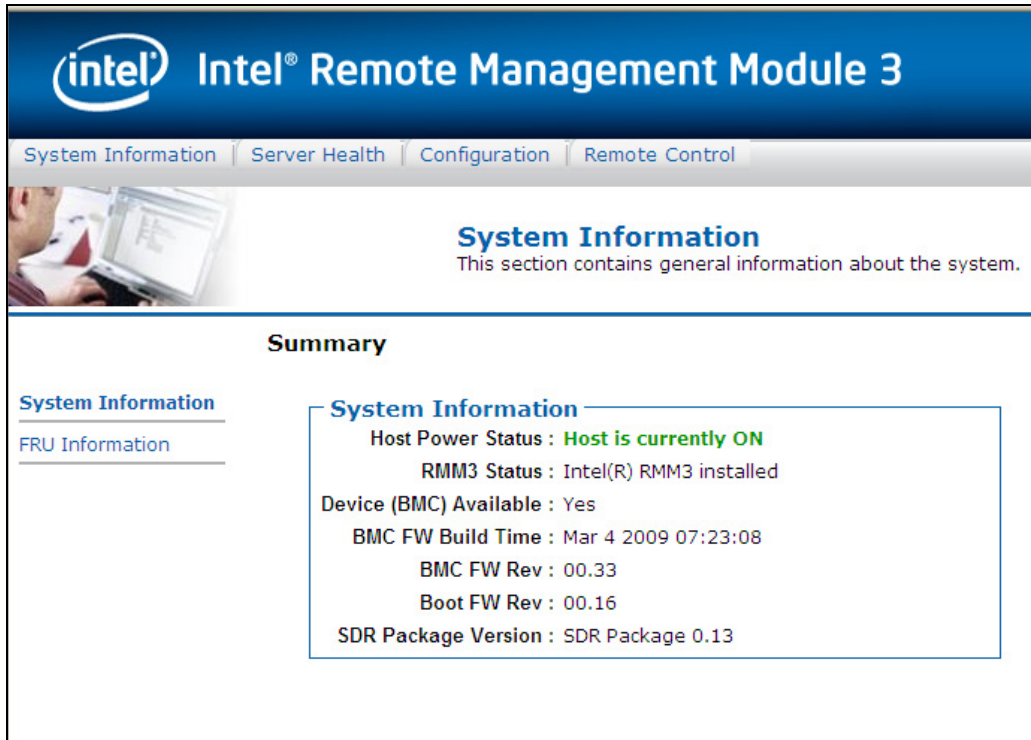 intel Intel® Remote Management Module 3
System Information Server Health Configuration Remote Control
System Information
This section contains general information about the system.
Summary
System Information
FRU Information
System Information
Host Power Status : Host is currently ON
RMM3 Status : Intel(R) RMM3 installed
Device (BMC) Available : Yes
BMC FW Build Time : Mar 4 2009 07:23:08
BMC FW Rev : 00.33
Boot FW Rev : 00.16
SDR Package Version : SDR Package 0.13